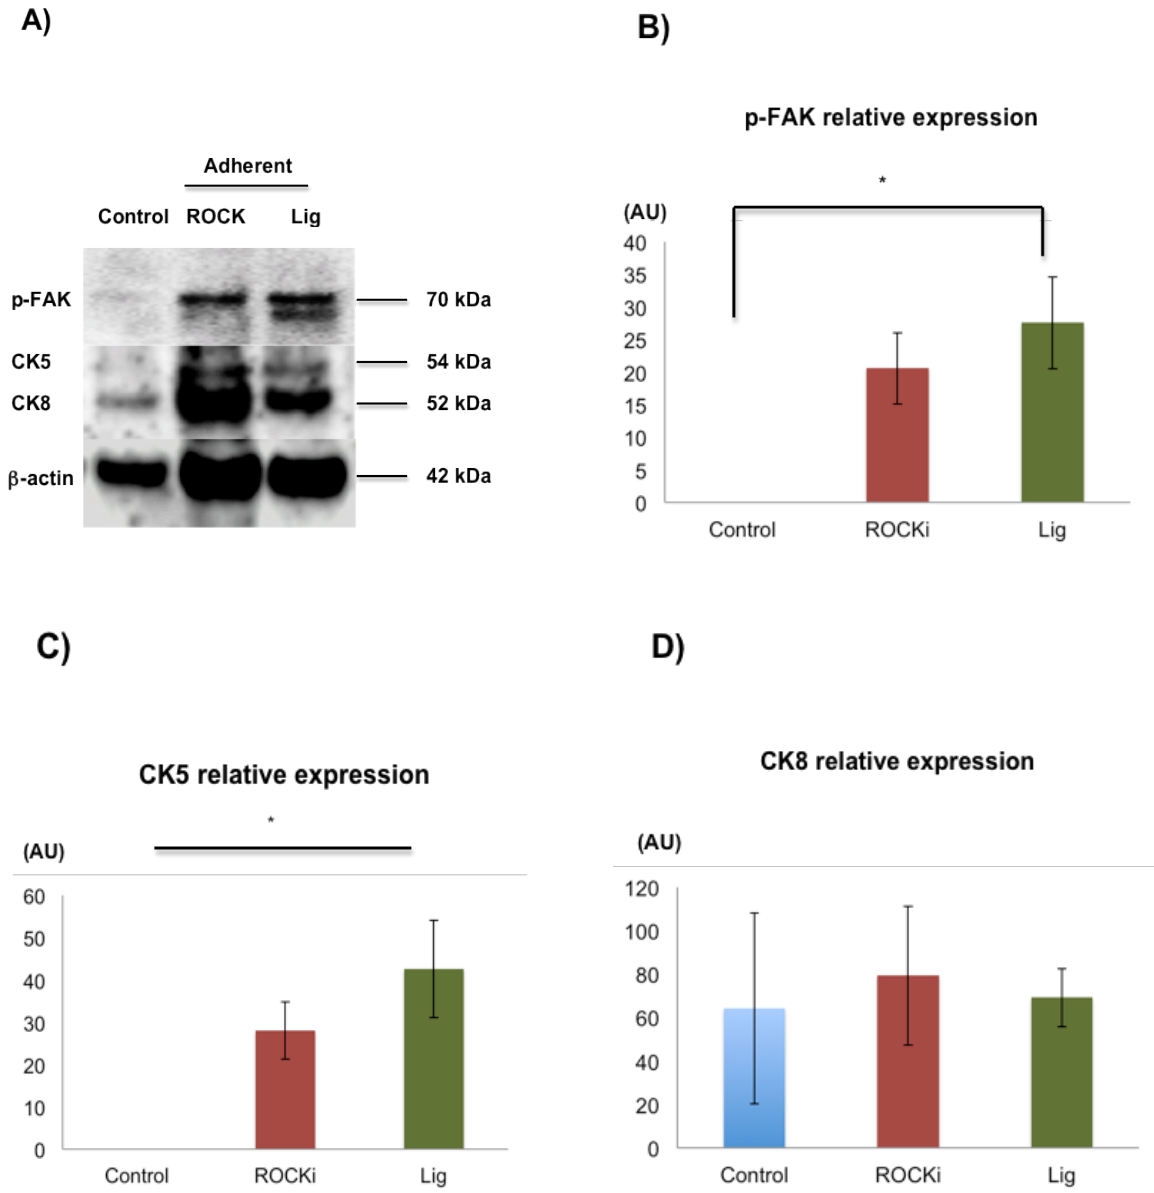 A)
Adherent
Control ROCK Lig
p-FAK 70 kDa
CK5 54 kDa
CK8 52 kDa
β-actin 42 kDa
B)
p-FAK relative expression
*
(AU)
40
35
30
25
20
15
10
5
0
Control ROCKi Lig
C)
CK5 relative expression
*
(AU)
60
50
40
30
20
10
0
Control ROCKi Lig
D)
CK8 relative expression
(AU)
120
100
80
60
40
20
0
Control ROCKi Lig